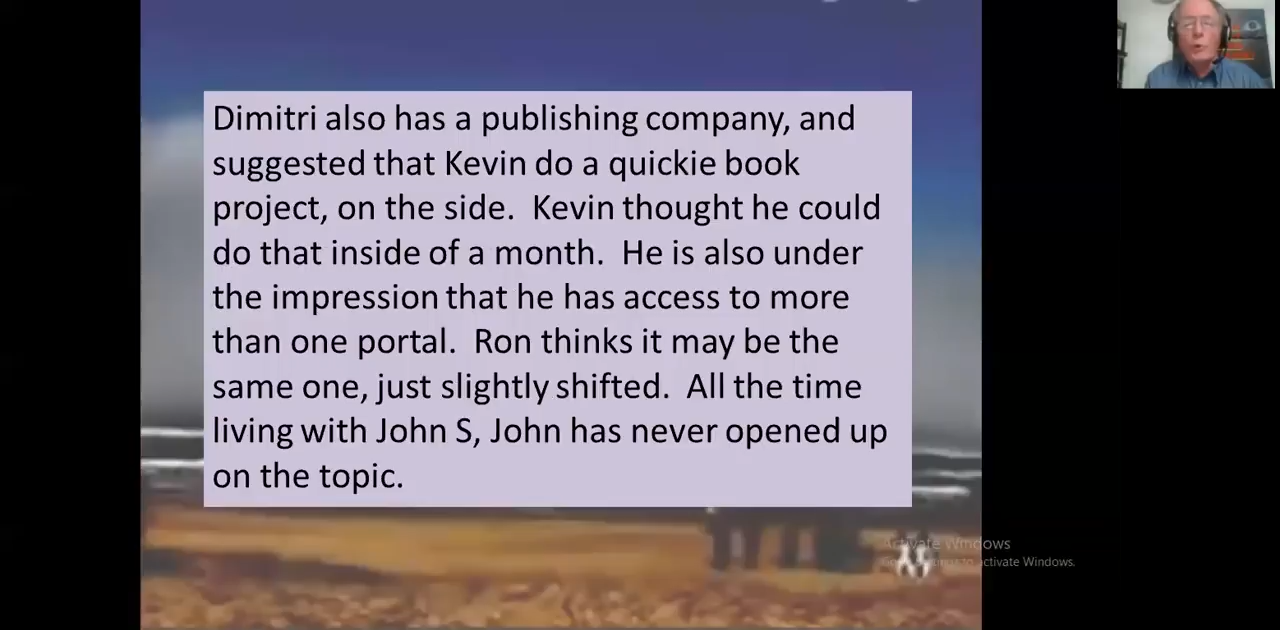 Dimitri also has a publishing company, and
suggested that Kevin do a quickie book
project, on the side.  Kevin thought he could
do that inside of a month.  He is also under
the impression that he has access to more
than one portal.  Ron thinks it may be the
same one, just slightly shifted.  All the time
living with John S, John has never opened up
on the topic.
Activate Windows
to activate Windows.